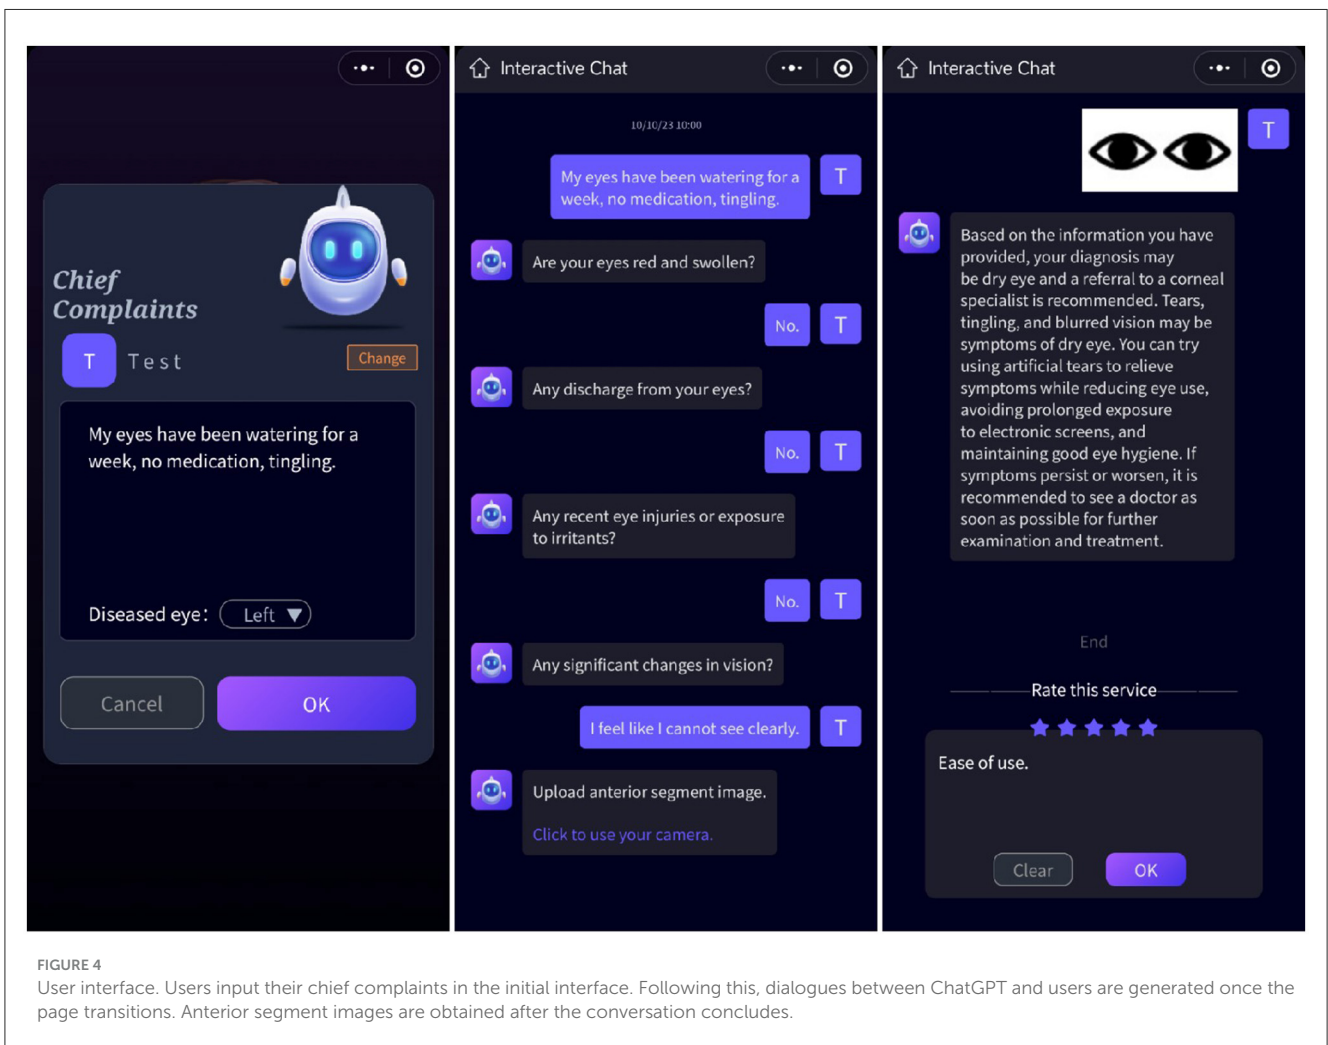 Chief
Complaints
T
Test
Change
My eyes have been watering for a
week, no medication, tingling.
Diseased eye:
Left
Cancel
OK
Interactive Chat
10/10/23 10:00
My eyes have been watering for a
week, no medication, tingling.
T
Are your eyes red and swollen?
No.
T
Any discharge from your eyes?
No.
T
Any recent eye injuries or exposure
to irritants?
No.
T
Any significant changes in vision?
I feel like I cannot see clearly.
T
Upload anterior segment image.
Click to use your camera.
Interactive Chat
T
Based on the information you have
provided, your diagnosis may
be dry eye and a referral to a corneal
specialist is recommended. Tears,
tingling, and blurred vision may be
symptoms of dry eye. You can try
using artificial tears to relieve
symptoms while reducing eye use,
avoiding prolonged exposure
to electronic screens, and
maintaining good eye hygiene. If
symptoms persist or worsen, it is
recommended to see a doctor as
soon as possible for further
examination and treatment.
End
Rate this service
Ease of use.
Clear
OK
FIGURE 4
User interface. Users input their chief complaints in the initial interface. Following this, dialogues between ChatGPT and users are generated once the
page transitions. Anterior segment images are obtained after the conversation concludes.